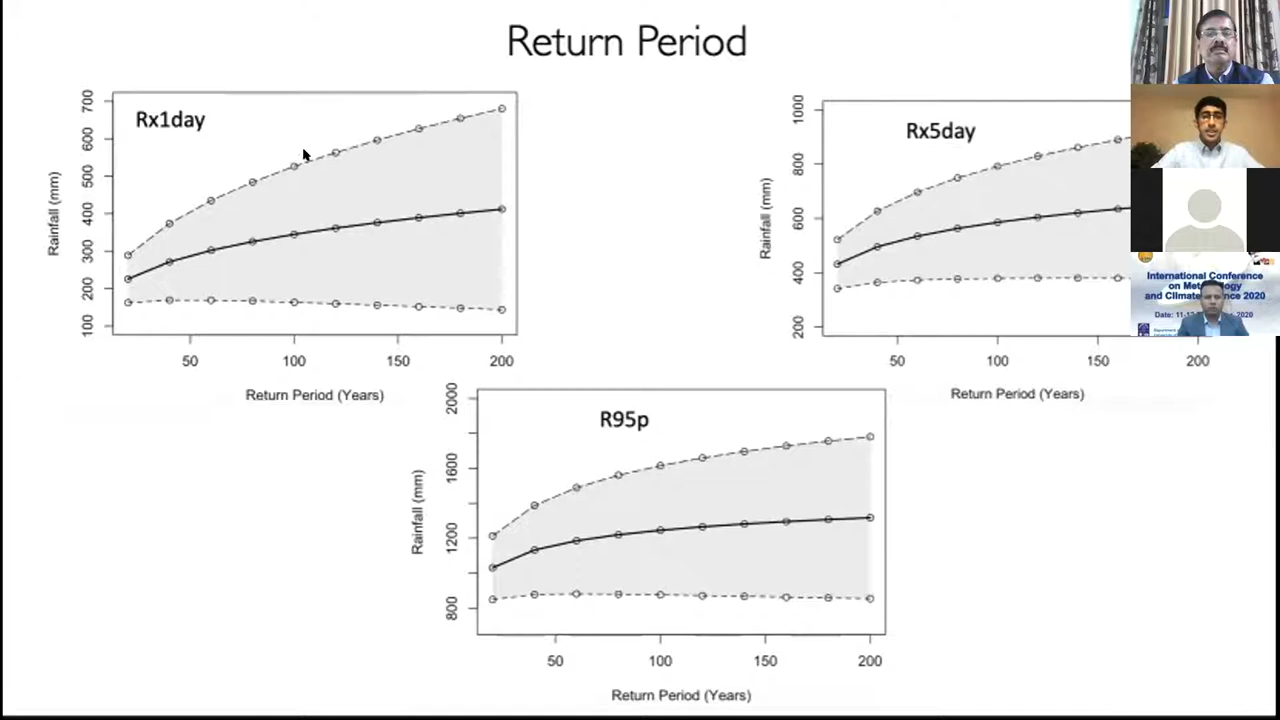 Return Period
Rx1day
Rainfall (mm)
700
600
500
400
300
200
100
50
100
150
200
Return Period (Years)
Rx5day
Rainfall (mm)
1000
800
600
400
200
50
100
150
200
Return Period (Years)
R95p
Rainfall (mm)
2000
1600
1200
800
50
100
150
200
Return Period (Years)
International Conference
on
and 2020
Date: 2020